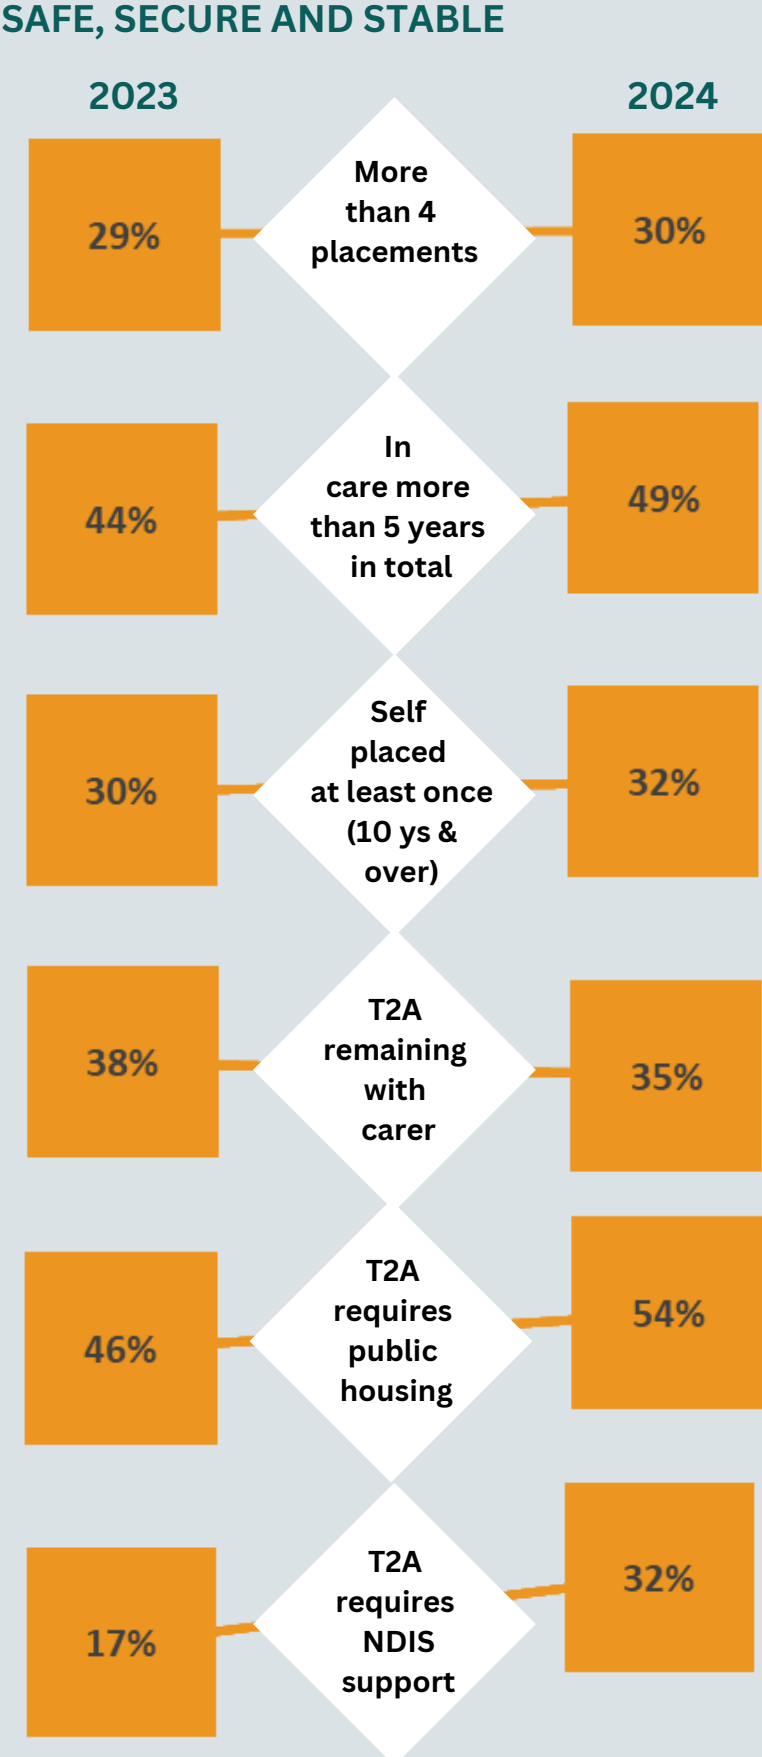 SAFE, SECURE AND STABLE
2023
2024
More
than 4
placements
29%
30%
In
care more
than 5 years
in total
44%
49%
Self
placed
at least once
(10 ys &
over)
30%
32%
T2A
remaining
with
carer
38%
35%
T2A
requires
public
housing
46%
54%
T2A
requires
NDIS
support
17%
32%